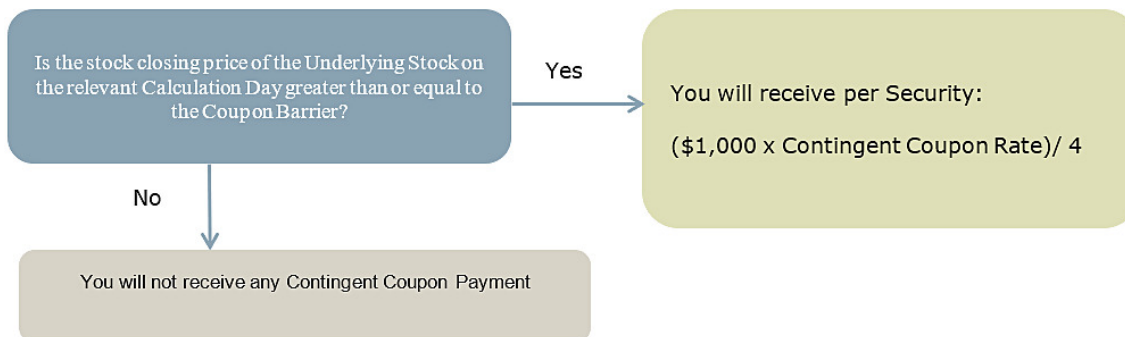 Is the stock closing price of the Underlying Stock on
the relevant Calculation Day greater than or equal to
the Coupon Barrier?
Yes
You will receive per Security:
($1,000 x Contingent Coupon Rate)/ 4
No
You will not receive any Contingent Coupon Payment